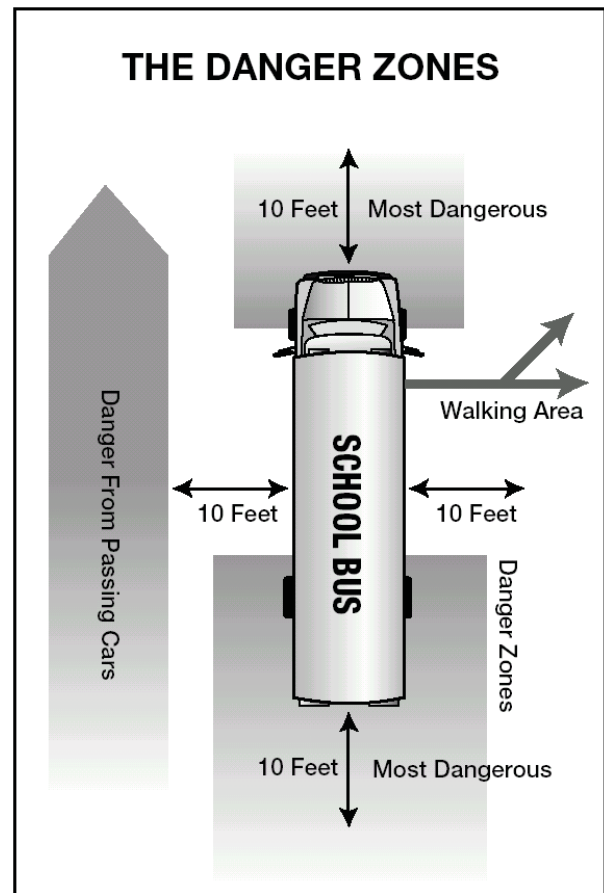 THE DANGER ZONES
10 Feet Most Dangerous
Walking Area
SCHOOL BUS
Danger From Passing Cars
10 Feet
10 Feet
Danger Zones
10 Feet Most Dangerous